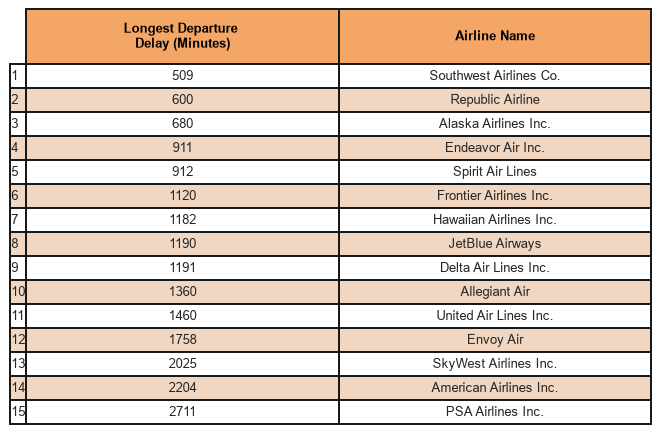 Longest Departure
Delay (Minutes)
Airline Name
1 509 Southwest Airlines Co.
2 600 Republic Airline
3 680 Alaska Airlines Inc.
4 911 Endeavor Air Inc.
5 912 Spirit Air Lines
6 1120 Frontier Airlines Inc.
7 1182 Hawaiian Airlines Inc.
8 1190 JetBlue Airways
9 1191 Delta Air Lines Inc.
10 1360 Allegiant Air
11 1460 United Air Lines Inc.
12 1758 Envoy Air
13 2025 SkyWest Airlines Inc.
14 2204 American Airlines Inc.
15 2711 PSA Airlines Inc.